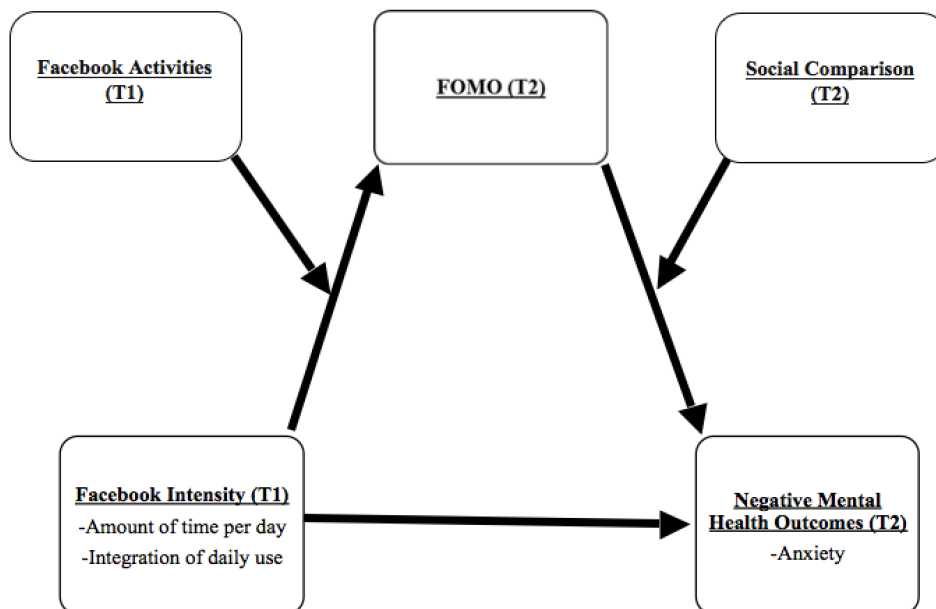 Facebook Activities
(T1)
FOMO (T2)
Social Comparison
(T2)
Facebook Intensity (T1)
-Amount of time per day
-Integration of daily use
Negative Mental
Health Outcomes (T2)
-Anxiety